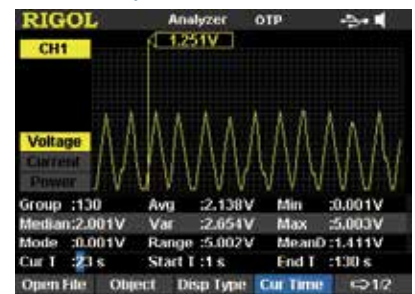 RIGOL Analyzer OTP
CH1 1.251V
Voltage
Current
Power
Group :130 Avg :2.138V Min :0.001V
Median:2.001V Var :2.654V Max :5.003V
Mode :0.001V Range :5.002V MeanD:1.411V
Cur T :23 s Start T :1 s End T :130 s
Open File Object Disp Type Cur Time 1/2